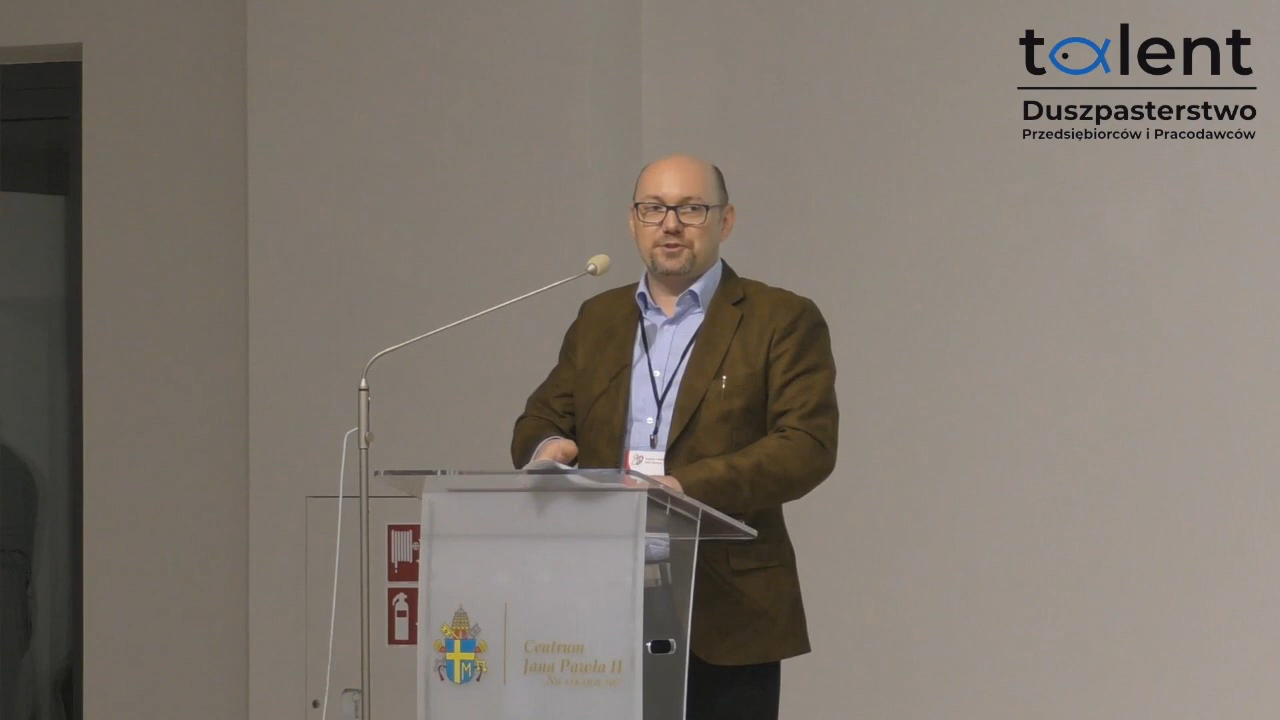 talent
Duszpasterstwo
Przedsiębiorców i Pracodawców
Centrum
Jana Pawła II
M